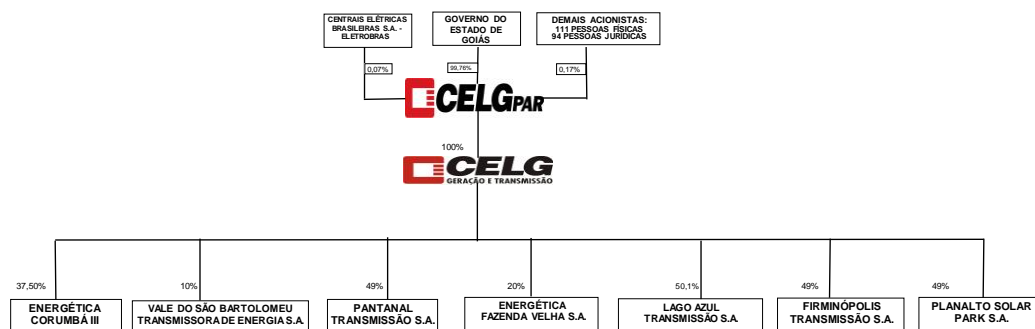 CENTRAIS ELÉTRICAS
BRASILEIRAS S.A. -
ELETROBRAS
GOVERNO DO
ESTADO DE
GOIÁS
DEMAIS ACIONISTAS:
111 PESSOAS FÍSICAS
94 PESSOAS JURÍDICAS
0,07%
99,76%
0,17%
CELGPAR
100%
CELG
GERAÇÃO E TRANSMISSÃO
37,50%
10%
49%
20%
50,1%
49%
49%
ENERGÉTICA
CORUMBÁ III
VALE DO SÃO BARTOLOMEU
TRANSMISSORA DE ENERGIA S.A.
PANTANAL
TRANSMISSÃO S.A.
ENERGÉTICA
FAZENDA VELHA S.A.
LAGO AZUL
TRANSMISSÃO S.A.
FIRMINÓPOLIS
TRANSMISSÃO S.A.
PLANALTO SOLAR
PARK S.A.